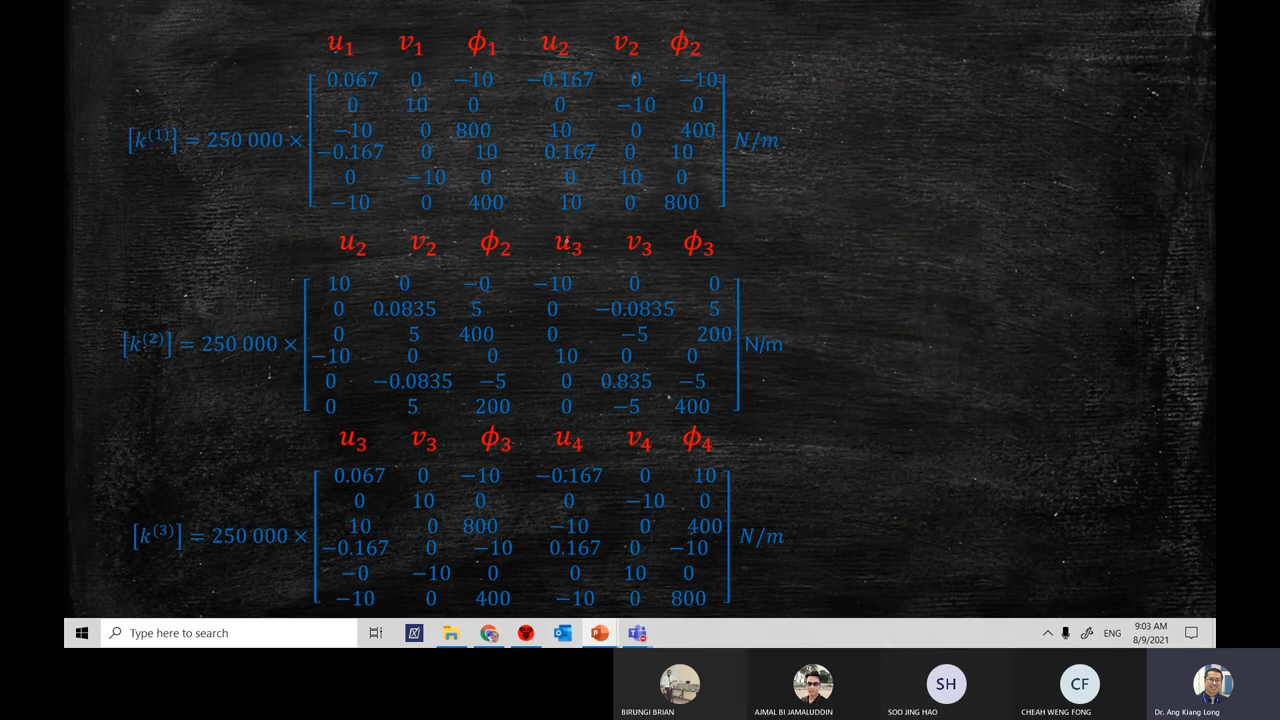 u₁ v₁ ϕ₁ u₂ v₂ ϕ₂
0.067 0 −10 −0.167 0 −10
0 10 0 0 −10 0
−10 0 800 10 0 400
[k⁽¹⁾] = 250 000 × N/m
−0.167 0 10 0.167 0 10
0 −10 0 0 10 0
−10 0 400 10 0 800
u₂ v₂ ϕ₂ u₃ v₃ ϕ₃
10 0 −0 −10 0 0
0 0.0835 5 0 −0.0835 5
0 5 400 0 −5 200
[k⁽²⁾] = 250 000 × N/m
−10 0 0 10 0 0
0 −0.0835 −5 0 0.835 −5
0 5 200 0 −5 400
u₃ v₃ ϕ₃ u₄ v₄ ϕ₄
0.067 0 −10 −0.167 0 10
0 10 0 0 −10 0
10 0 800 −10 0 400
[k⁽³⁾] = 250 000 × N/m
−0.167 0 −10 0.167 0 −10
−0 −10 0 0 10 0
−10 0 400 −10 0 800
Type here to search
ENG
9:03 AM
8/9/2021
SH
CF
BIRUNGI BRIAN
AJMAL BI JAMALUDDIN
SOO JING HAO
CHEAH WENG FONG
Dr. Ang Kiang Long